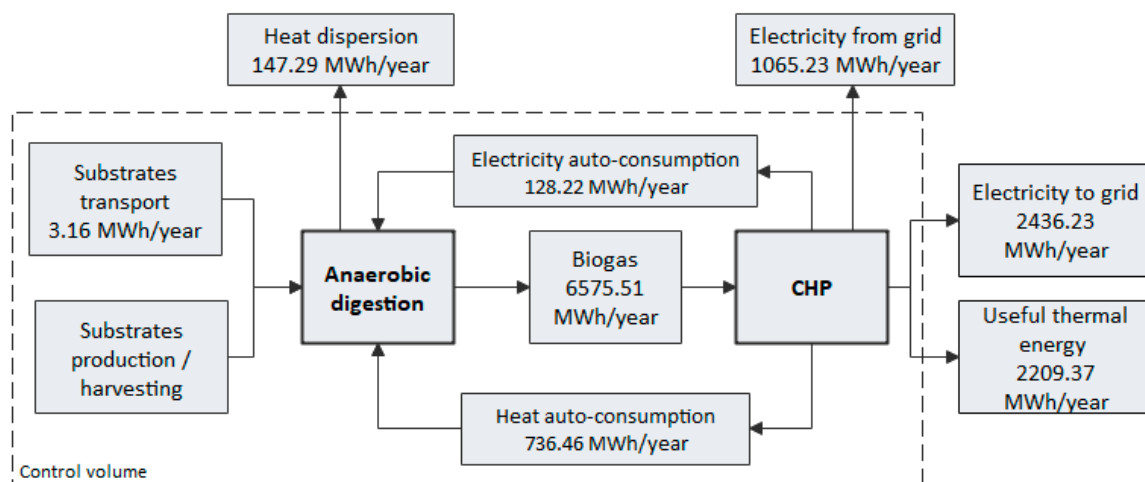 Heat dispersion
147.29 MWh/year
Electricity from grid
1065.23 MWh/year
Substrates
transport
3.16 MWh/year
Electricity auto-consumption
128.22 MWh/year
Electricity to grid
2436.23
MWh/year
Anaerobic
digestion
Biogas
6575.51
MWh/year
CHP
Substrates
production /
harvesting
Useful thermal
energy
2209.37
MWh/year
Heat auto-consumption
736.46 MWh/year
Control volume